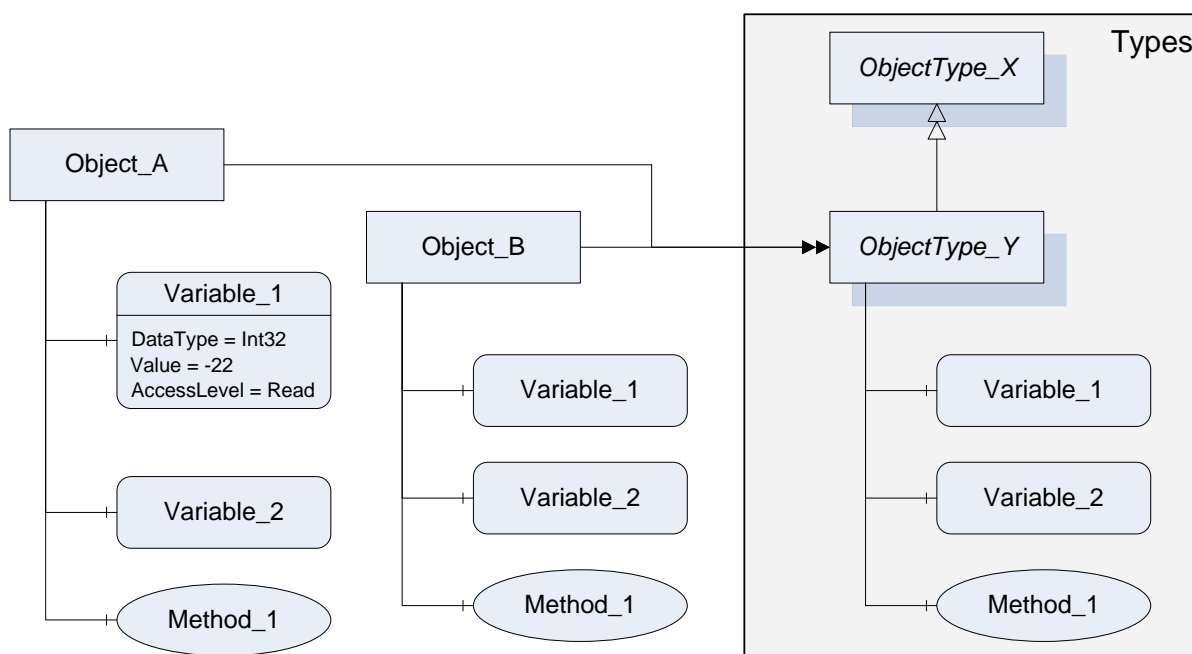 Types
ObjectType_X
Object_A
Object_B
ObjectType_Y
Variable_1
DataType = Int32
Value = -22
AccessLevel = Read
Variable_2
Method_1
Variable_1
Variable_2
Method_1
Variable_1
Variable_2
Method_1